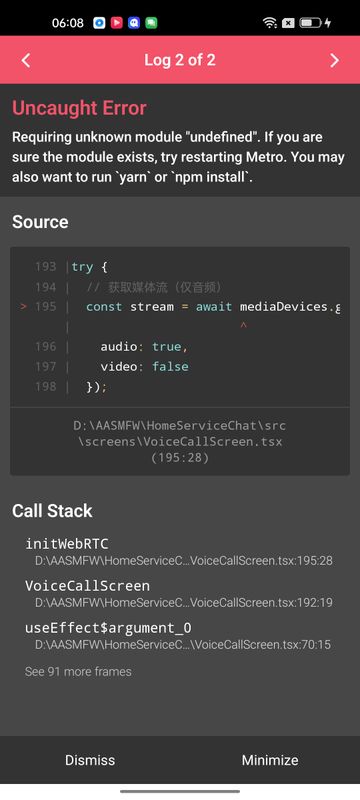 06:08
Log 2 of 2
Uncaught Error
Requiring unknown module "undefined". If you are
sure the module exists, try restarting Metro. You may
also want to run `yarn` or `npm install`.
Source
193 |try {
194 |  // 获取媒体流（仅音频）
> 195 |  const stream = await mediaDevices.g
|                       ^
196 |    audio: true,
197 |    video: false
198 |  });
D:\AASMFW\HomeServiceChat\src
\screens\VoiceCallScreen.tsx
(195:28)
Call Stack
initWebRTC
D:\AASMFW\HomeServiceC...VoiceCallScreen.tsx:195:28
VoiceCallScreen
D:\AASMFW\HomeServiceC...VoiceCallScreen.tsx:192:19
useEffect$argument_0
D:\AASMFW\HomeServiceC...\VoiceCallScreen.tsx:70:15
See 91 more frames
Dismiss
Minimize